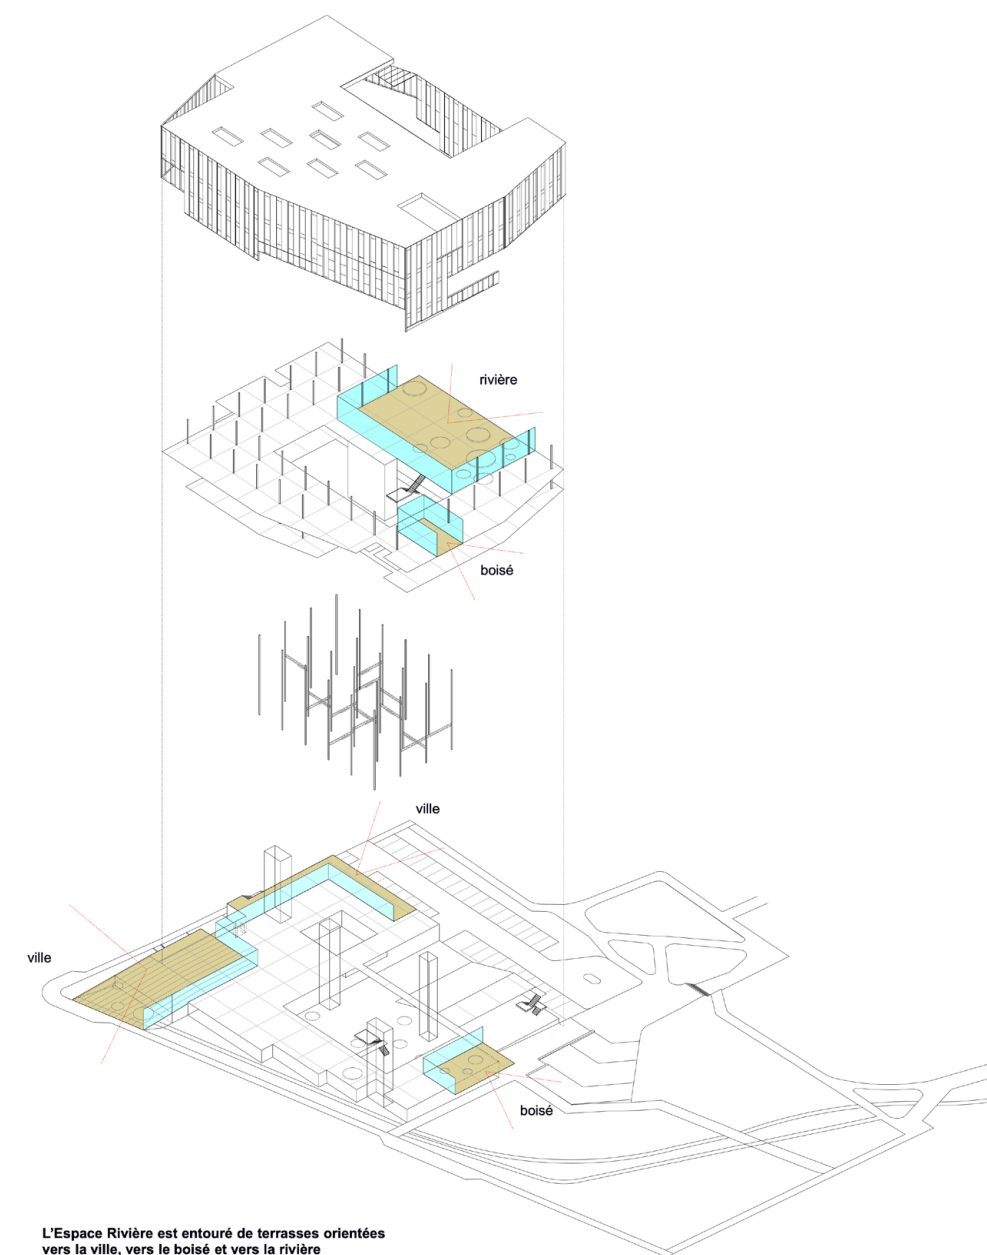 rivière
boisé
ville
ville
boisé
L'Espace Rivière est entouré de terrasses orientées
vers la ville, vers le boisé et vers la rivière